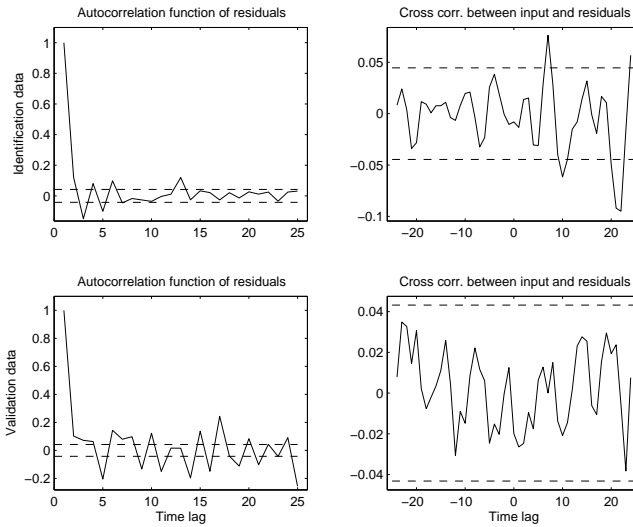 Autocorrelation function of residuals
1
0.8
0.6
0.4
0.2
0
0 5 10 15 20 25
Identification data
Cross corr. between input and residuals
0.05
0
−0.05
−0.1
−20 −10 0 10 20
Autocorrelation function of residuals
1
0.8
0.6
0.4
0.2
0
−0.2
0 5 10 15 20 25
Validation data
Time lag
Cross corr. between input and residuals
0.04
0.02
0
−0.02
−0.04
−20 −10 0 10 20
Time lag